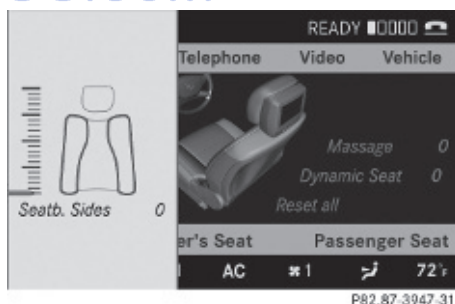 READY 0000
Telephone Video Vehicle
Massage 0
Dynamic Seat 0
Reset all
Seatb. Sides 0
er's Seat Passenger Seat
AC 1 72°F
P82.87-3947-31